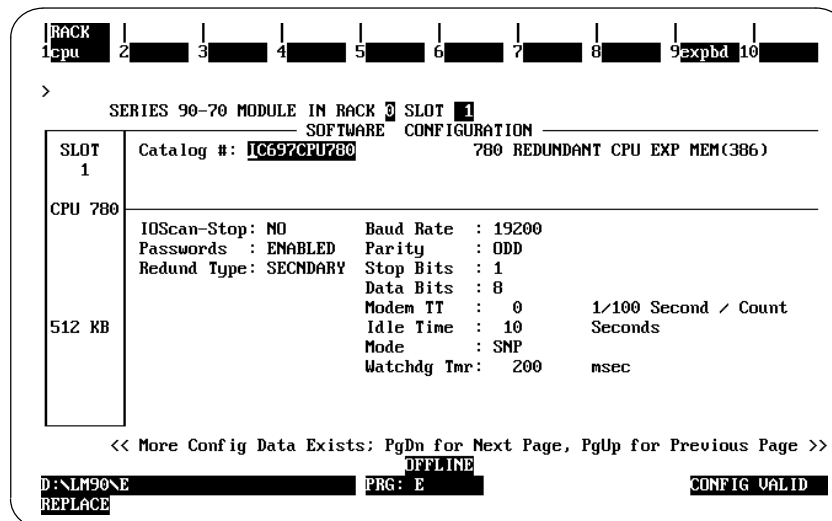 RACK
1cpu 2 3 4 5 6 7 8 9expbd 10
>
SERIES 90-70 MODULE IN RACK 0 SLOT 1
SOFTWARE CONFIGURATION
SLOT Catalog #: IC697CPU780 780 REDUNDANT CPU EXP MEM(386)
1
CPU 780
IOScan-Stop: NO Baud Rate : 19200
Passwords : ENABLED Parity : ODD
Redund Type: SECNDARY Stop Bits : 1
Data Bits : 8
Modem TT : 0 1/100 Second / Count
512 KB Idle Time : 10 Seconds
Mode : SNP
Watchdg Tmr: 200 msec
<< More Config Data Exists; PgDn for Next Page, PgUp for Previous Page >>
OFFLINE
D:\LM90\E PRG: E CONFIG VALID
REPLACE